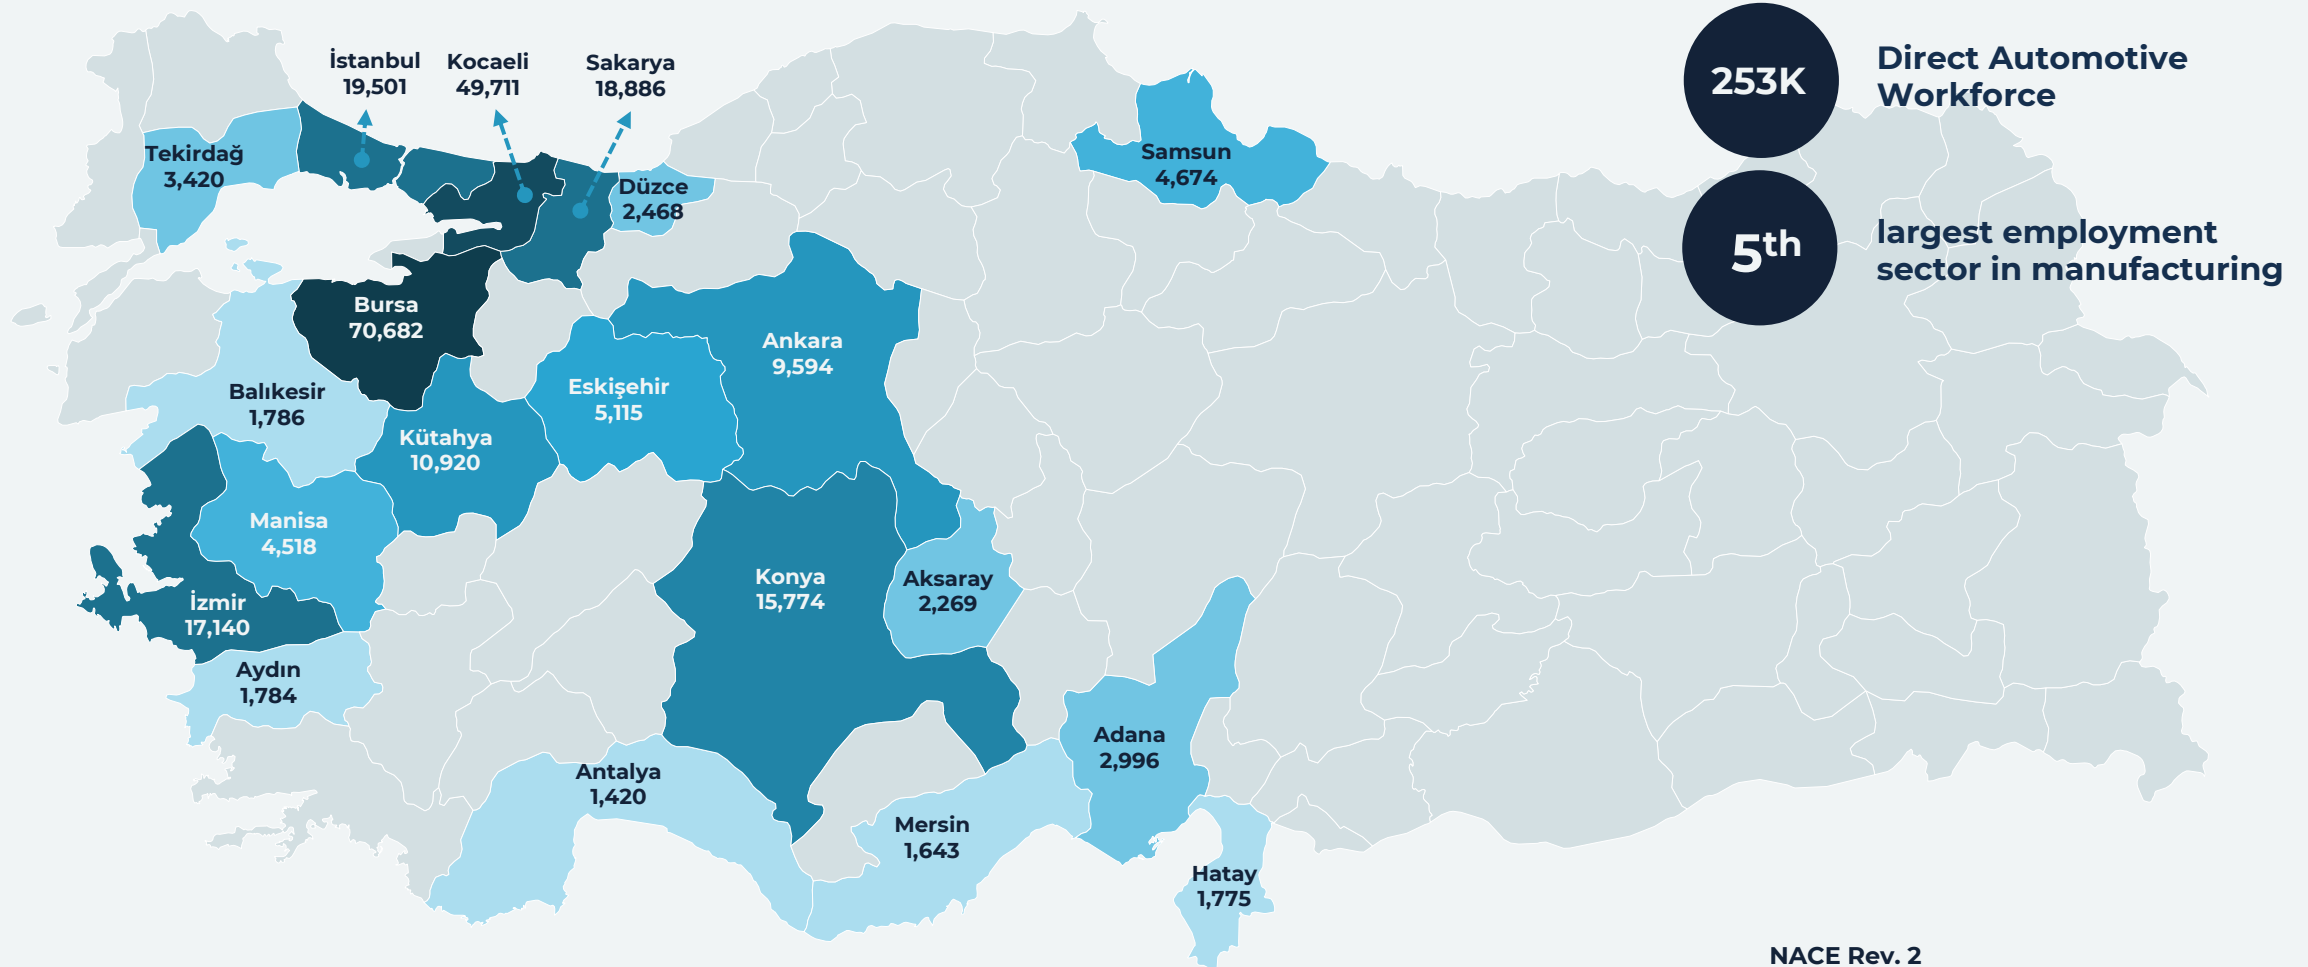 İstanbul
19,501
Kocaeli
49,711
Sakarya
18,886
253K
Direct Automotive
Workforce
Tekirdağ
3,420
Düzce
2,468
Samsun
4,674
5th
largest employment
sector in manufacturing
Bursa
70,682
Ankara
9,594
Balıkesir
1,786
Eskişehir
5,115
Kütahya
10,920
Manisa
4,518
Konya
15,774
Aksaray
2,269
İzmir
17,140
Aydın
1,784
Adana
2,996
Antalya
1,420
Mersin
1,643
Hatay
1,775
NACE Rev. 2